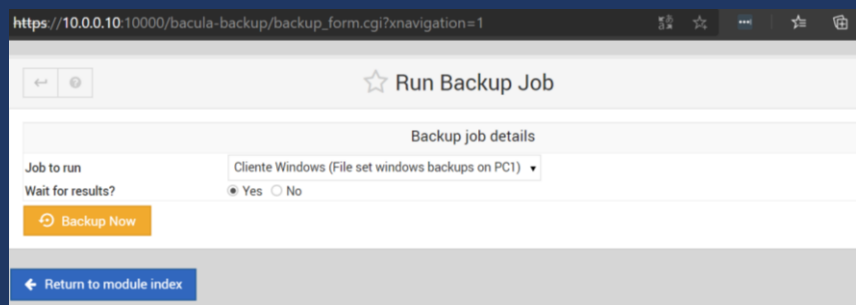 https://10.0.0.10:10000/bacula-backup/backup_form.cgi?xnavigation=1
Run Backup Job
Backup job details
Job to run
Cliente Windows (File set windows backups on PC1)
Wait for results?
Yes No
Backup Now
Return to module index